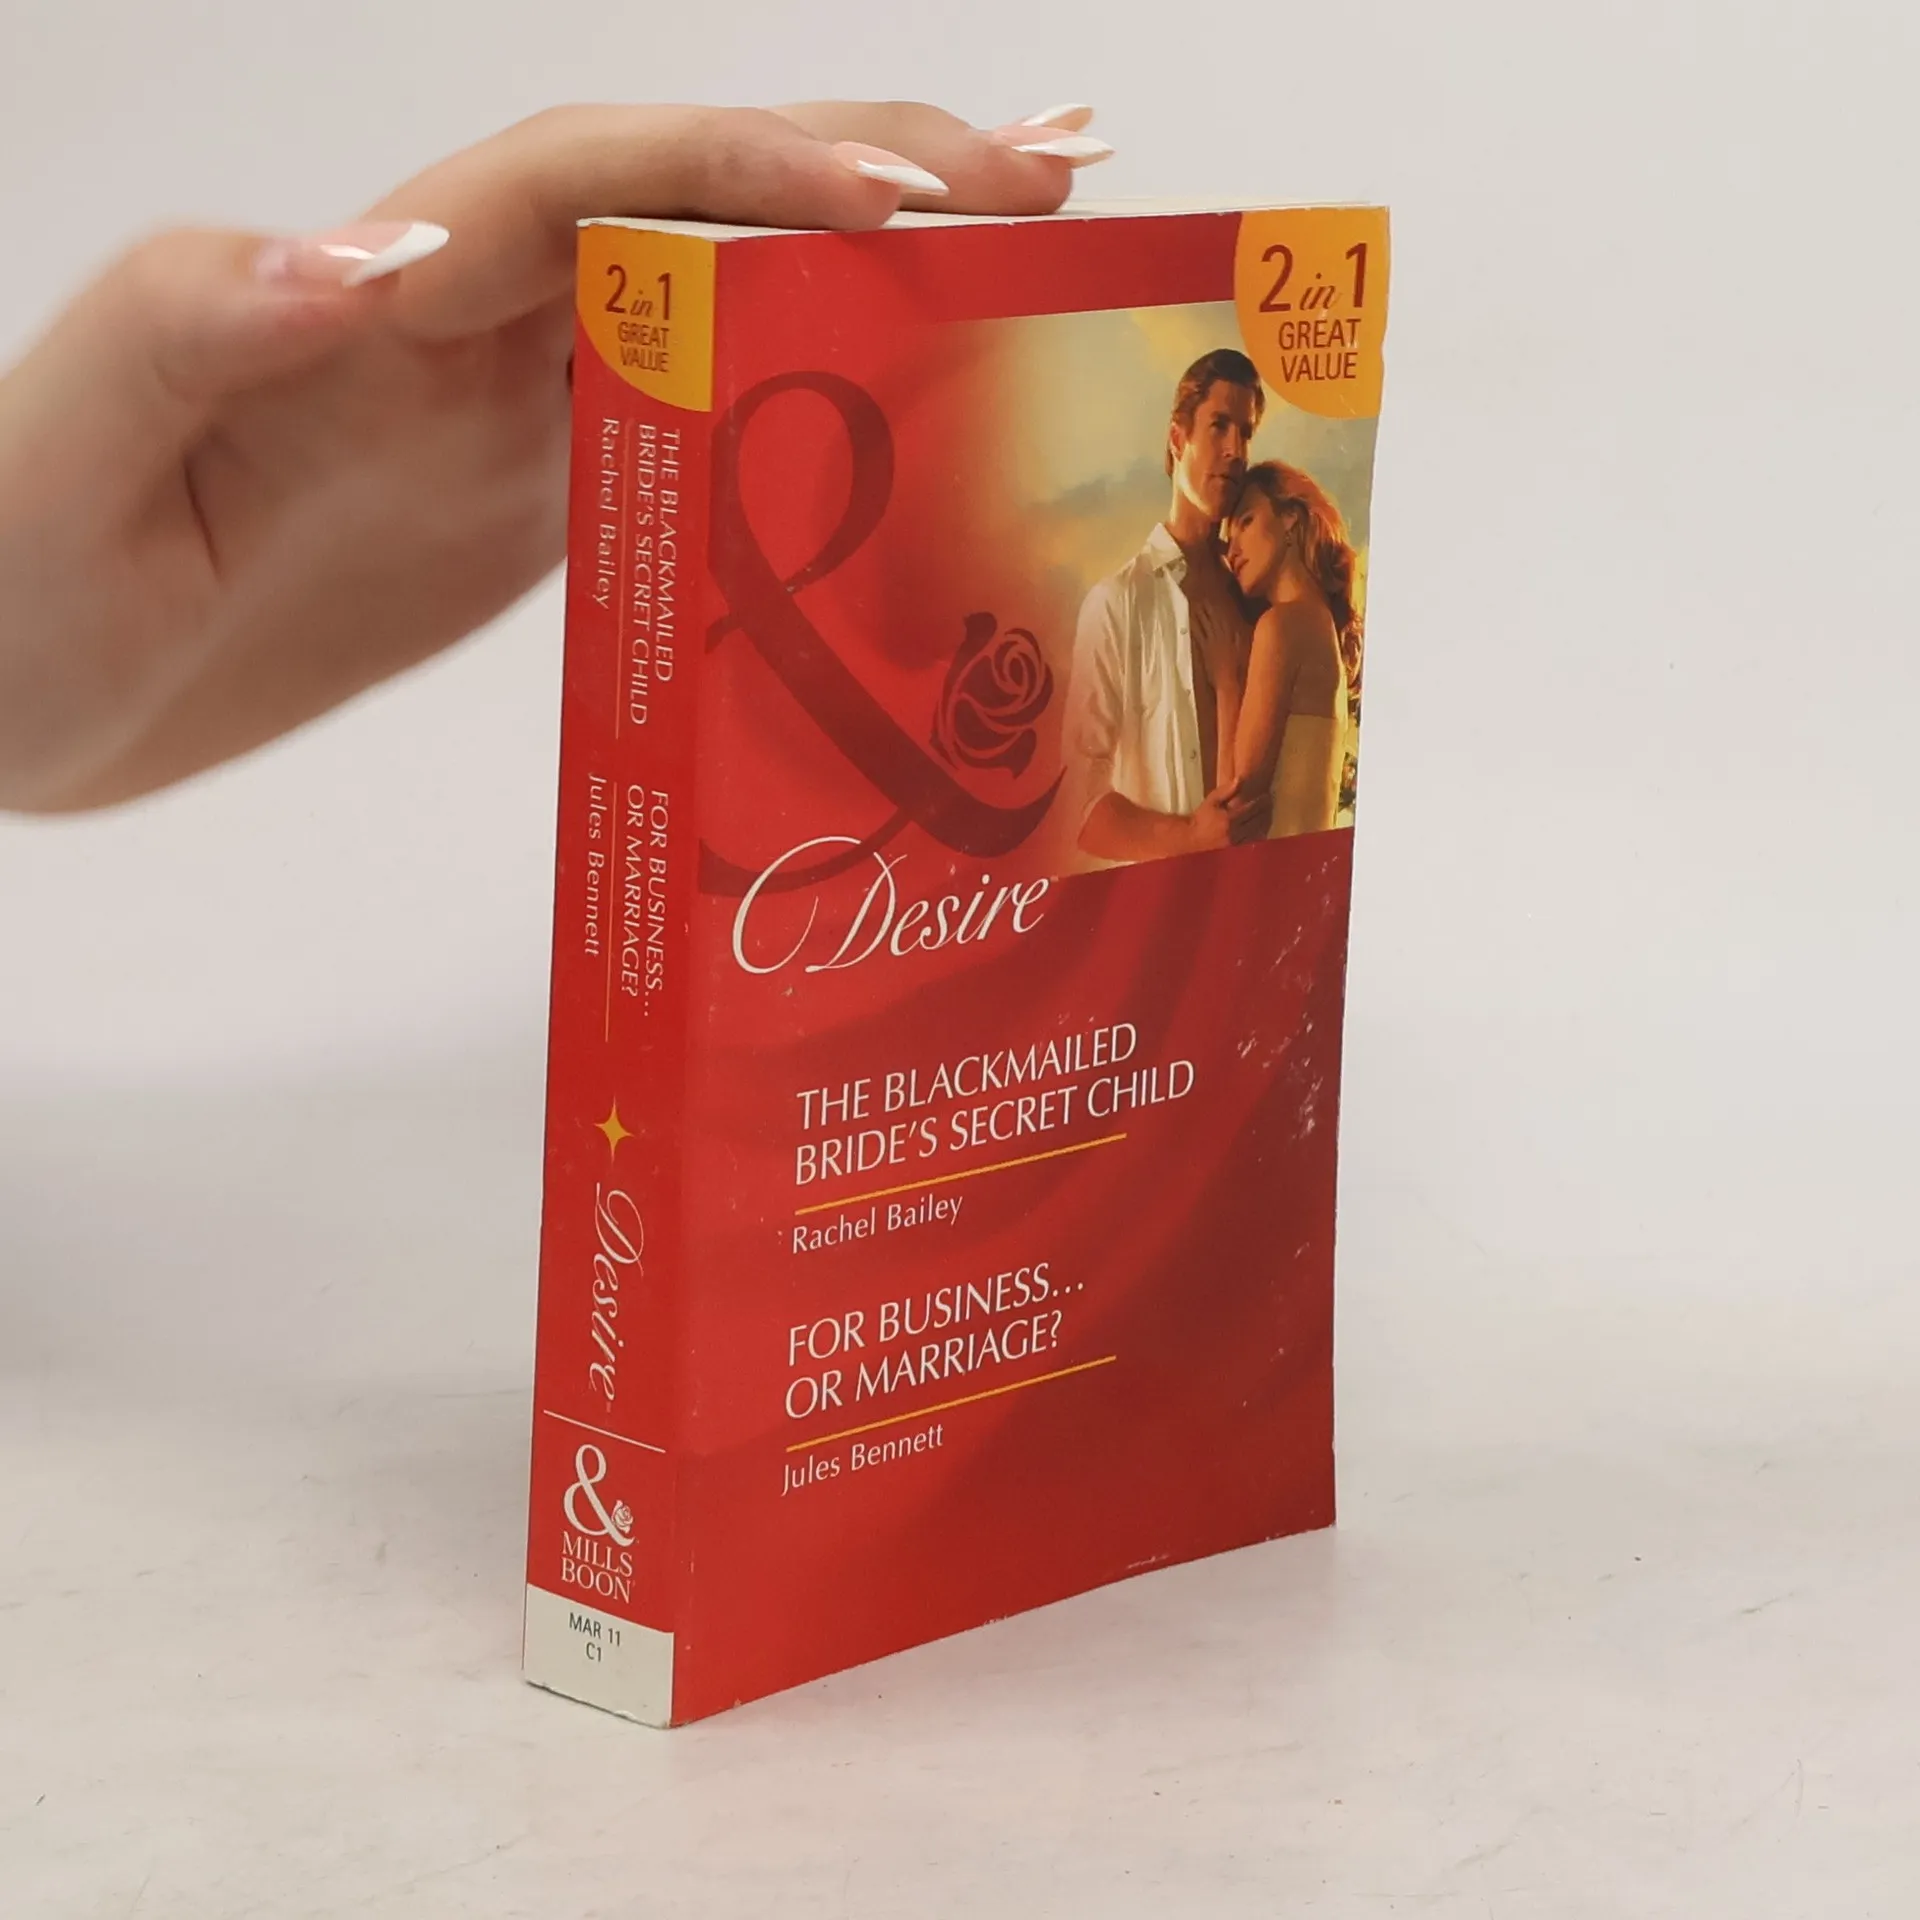 2 in 1
GREAT
VALUE
THE BLACKMAILED
BRIDE'S SECRET CHILD
Rachel Bailey
FOR BUSINESS...
OR MARRIAGE?
Jules Bennett
Desire
&
MILLS
BOON
MAR 11
C1
2 in 1
GREAT
VALUE
&
Desire
THE BLACKMAILED
BRIDE'S SECRET CHILD
Rachel Bailey
FOR BUSINESS...
OR MARRIAGE?
Jules Bennett